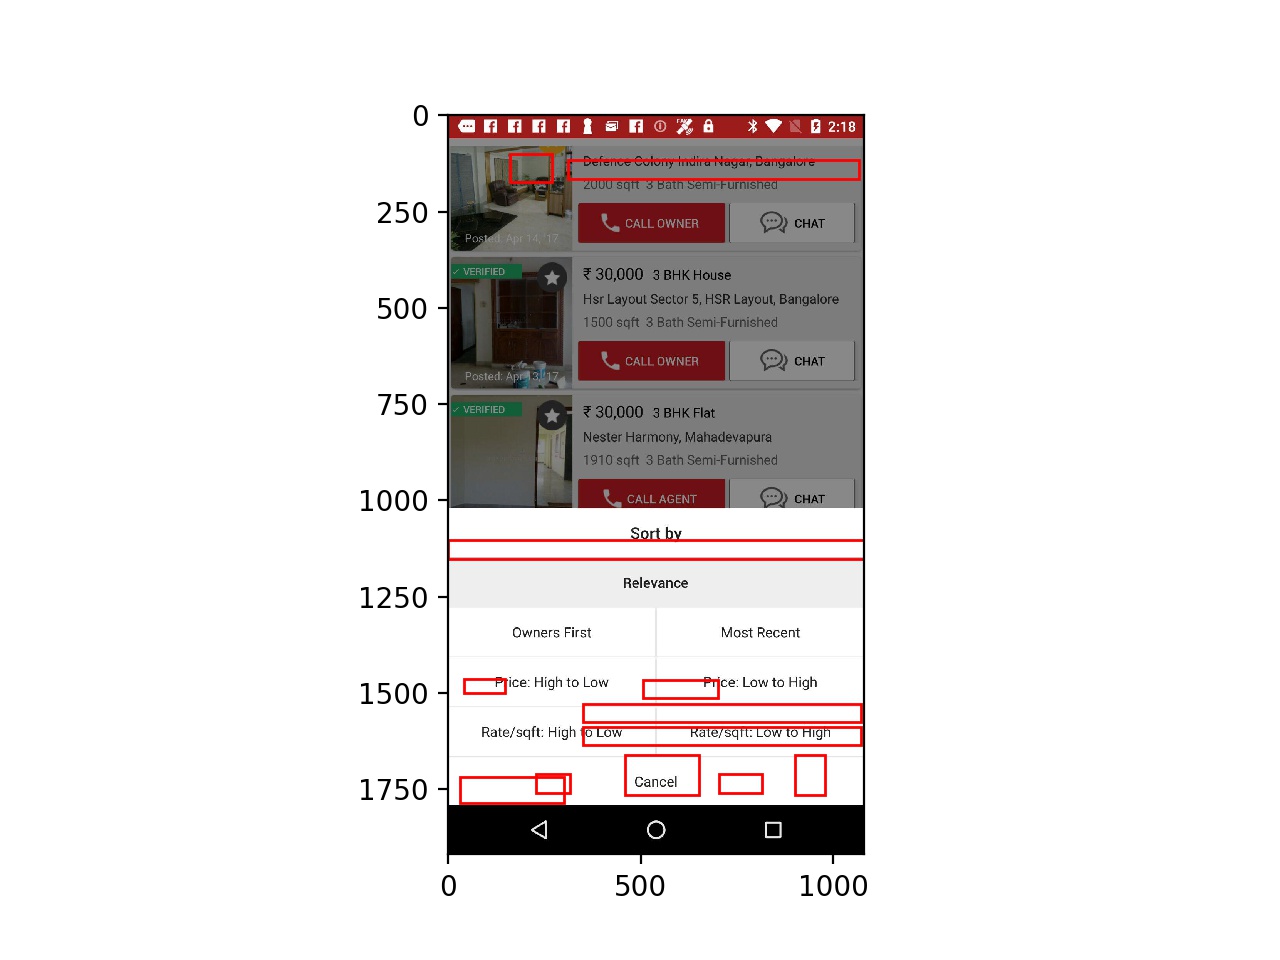 0
250
500
750
1000
1250
1500
1750
0 500 1000
2:18
Defence Colony Indira Nagar, Bangalore
2000 sqft 3 Bath Semi-Furnished
CALL OWNER CHAT
Posted: Apr 14, '17
✓ VERIFIED
₹ 30,000 3 BHK House
Hsr Layout Sector 5, HSR Layout, Bangalore
1500 sqft 3 Bath Semi-Furnished
CALL OWNER CHAT
Posted: Apr 13, '17
✓ VERIFIED
₹ 30,000 3 BHK Flat
Nester Harmony, Mahadevapura
1910 sqft 3 Bath Semi-Furnished
CALL AGENT CHAT
Sort by
Relevance
Owners First Most Recent
Price: High to Low Price: Low to High
Rate/sqft: High to Low Rate/sqft: Low to High
Cancel